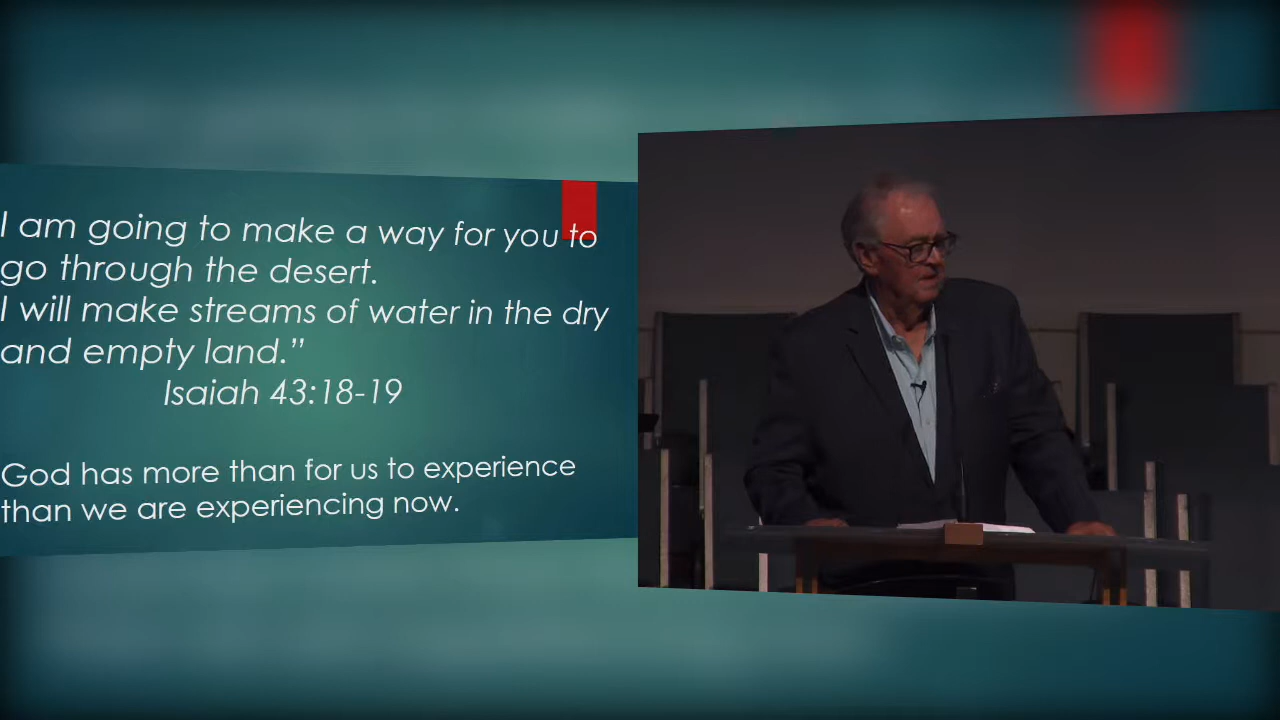 I am going to make a way for you to
go through the desert.
I will make streams of water in the dry
and empty land.”
Isaiah 43:18-19
God has more than for us to experience
than we are experiencing now.